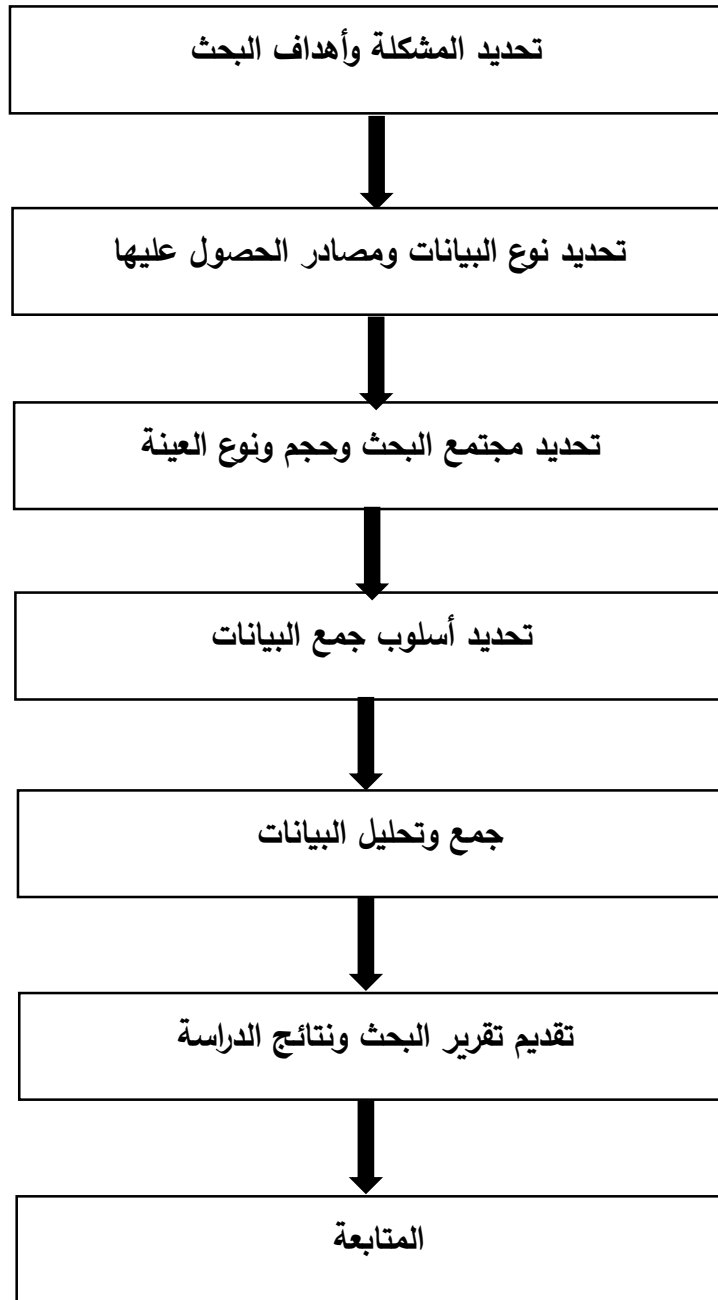 تحديد المشكلة وأهداف البحث
تحديد نوع البيانات ومصادر الحصول عليها
تحديد مجتمع البحث وحجم ونوع العينة
تحديد أسلوب جمع البيانات
جمع وتحليل البيانات
تقديم تقرير البحث ونتائج الدراسة
المتابعة